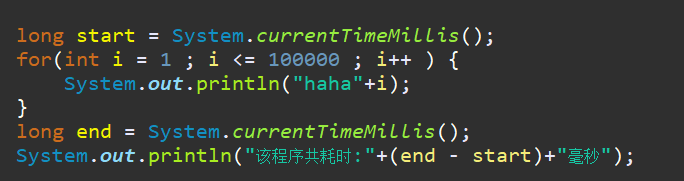 long start = System.currentTimeMillis();
for(int i = 1 ; i <= 100000 ; i++ ) {
    System.out.println("haha"+i);
}
long end = System.currentTimeMillis();
System.out.println("该程序共耗时:"+(end - start)+"毫秒");